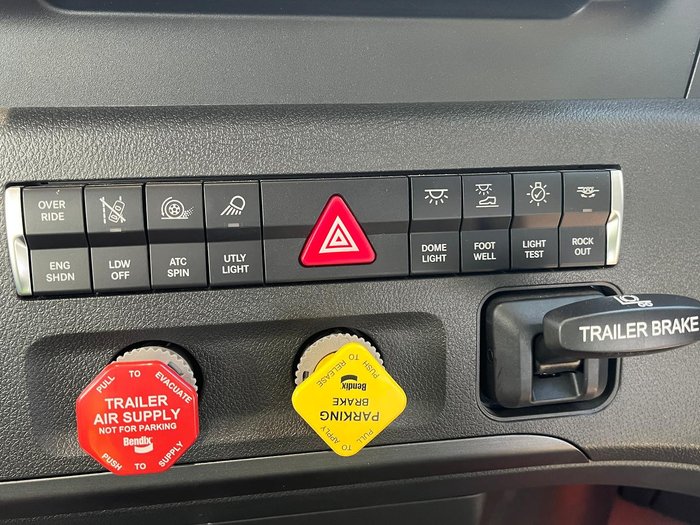 OVER
RIDE
ENG
SHDN
LDW
OFF
ATC
SPIN
UTLY
LIGHT
DOME
LIGHT
FOOT
WELL
LIGHT
TEST
ROCK
OUT
PULL TO EVACUATE
TRAILER
AIR SUPPLY
NOT FOR PARKING
Bendix
PUSH TO SUPPLY
PUSH TO RELEASE
Bendix
PARKING
BRAKE
PULL TO APPLY
TRAILER BRAKE